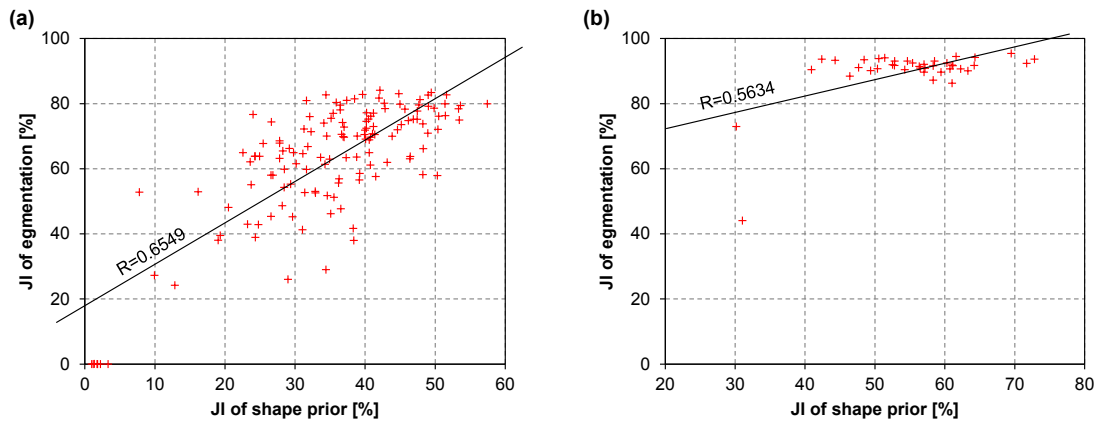 (a)
100
80
60
40
20
0
JI of egmentation [%]
R=0.6549
0 10 20 30 40 50 60
JI of shape prior [%]
(b)
100
80
60
40
20
0
JI of egmentation [%]
R=0.5634
20 30 40 50 60 70 80
JI of shape prior [%]